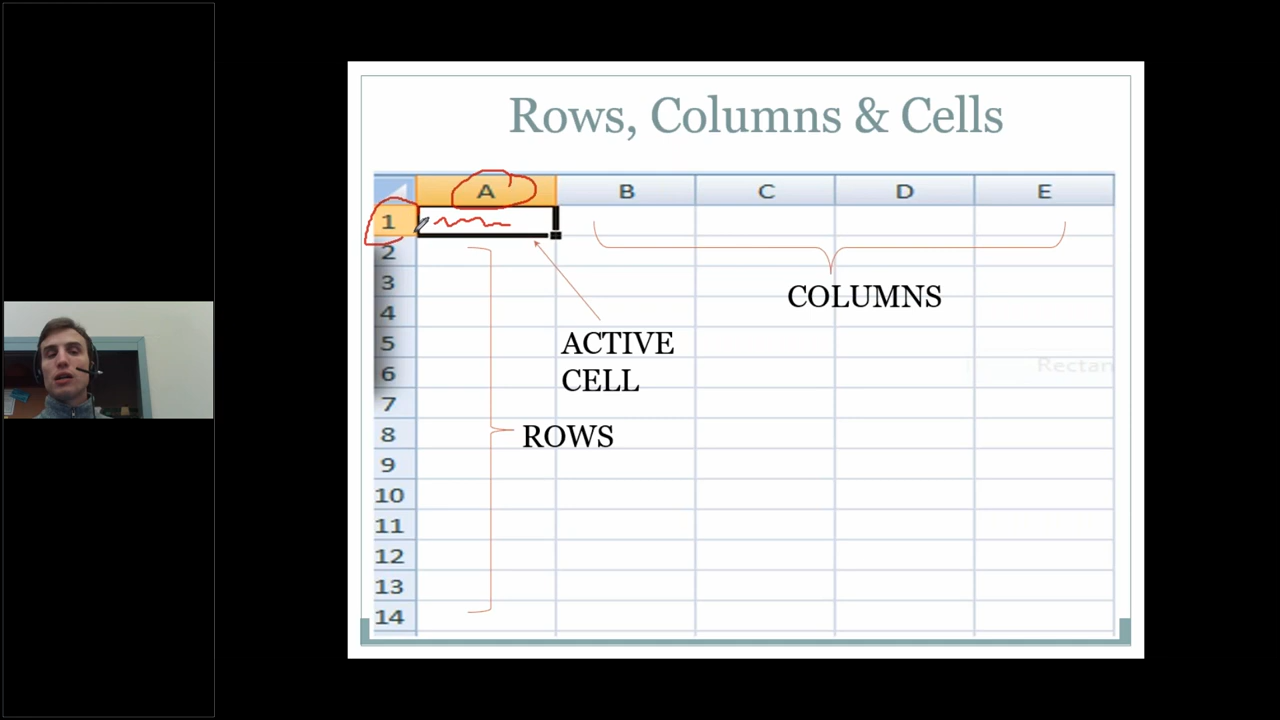 Rows, Columns & Cells
A B C D E
1
2
3
COLUMNS
4
ACTIVE
5
CELL
6
Rectan
7
ROWS
8
9
10
11
12
13
14